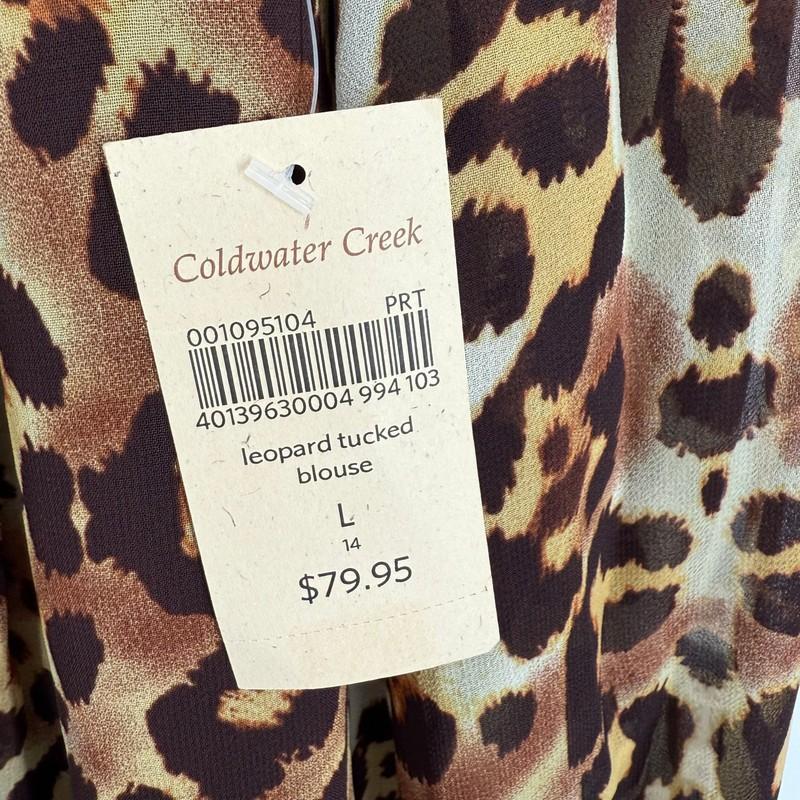 Coldwater Creek
001095104 PRT
40139630004 994 103
leopard tucked
blouse
L
14
$79.95